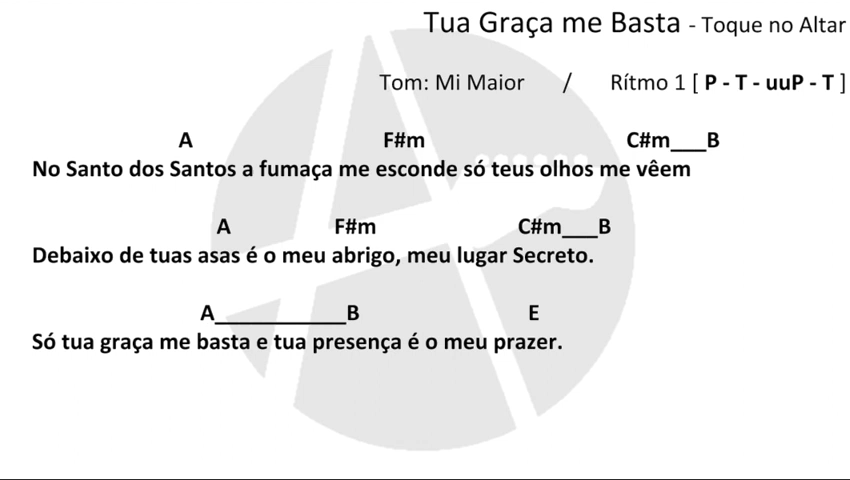 Tua Graça me Basta - Toque no Altar
Tom: Mi Maior / Rítmo 1 [ P - T - uuP - T ]
A F#m C#m___B
No Santo dos Santos a fumaça me esconde só teus olhos me vêem
A F#m C#m___B
Debaixo de tuas asas é o meu abrigo, meu lugar Secreto.
A___________B E
Só tua graça me basta e tua presença é o meu prazer.